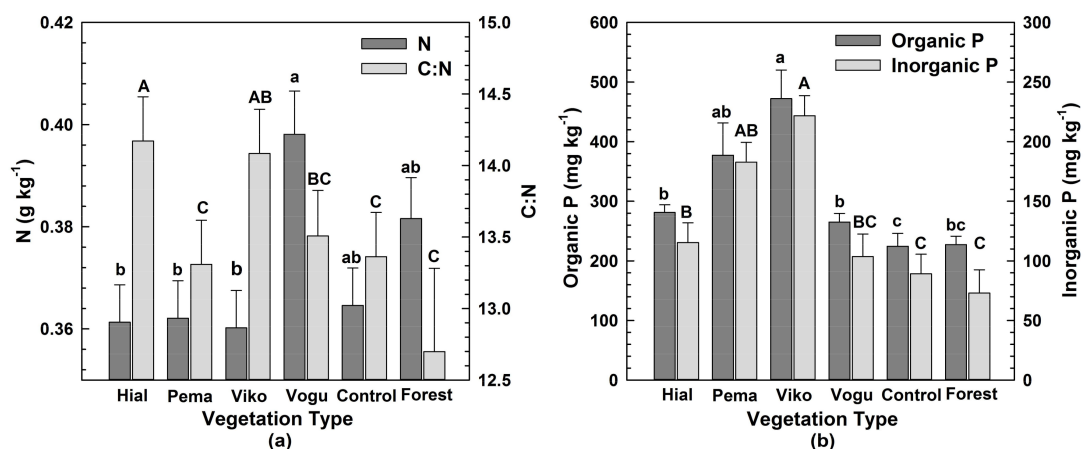 0.42
0.40
0.38
0.36
N (g kg⁻¹)
N
C:N
A
AB
a
ab
BC
C
C
C
b
b
b
ab
15.0
14.5
14.0
13.5
13.0
12.5
C:N
Hial Pema Viko Vogu Control Forest
Vegetation Type
(a)
600
500
400
300
200
100
0
Organic P (mg kg⁻¹)
Organic P
Inorganic P
a
A
ab
AB
b
B
b
BC
c
C
bc
C
300
250
200
150
100
50
0
Inorganic P (mg kg⁻¹)
Hial Pema Viko Vogu Control Forest
Vegetation Type
(b)